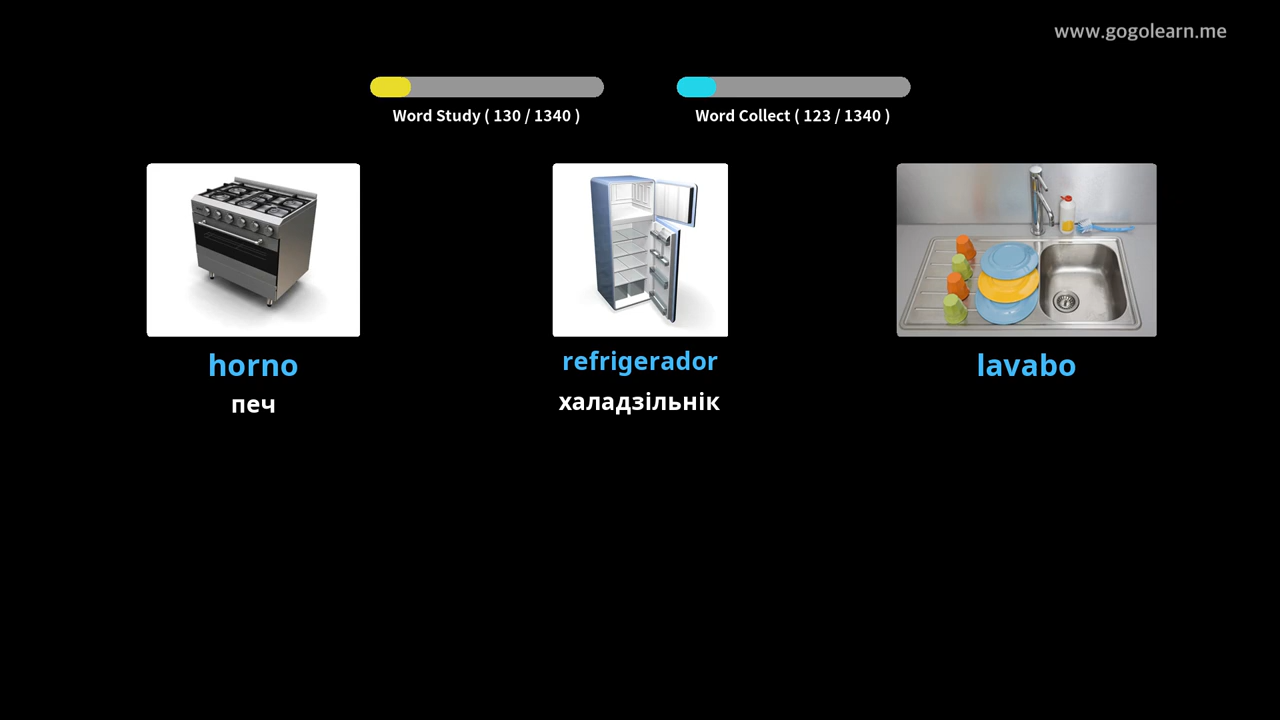 www.gogolearn.me
Word Study ( 130 / 1340 )
Word Collect ( 123 / 1340 )
horno
refrigerador
lavabo
печ
халадзільнік